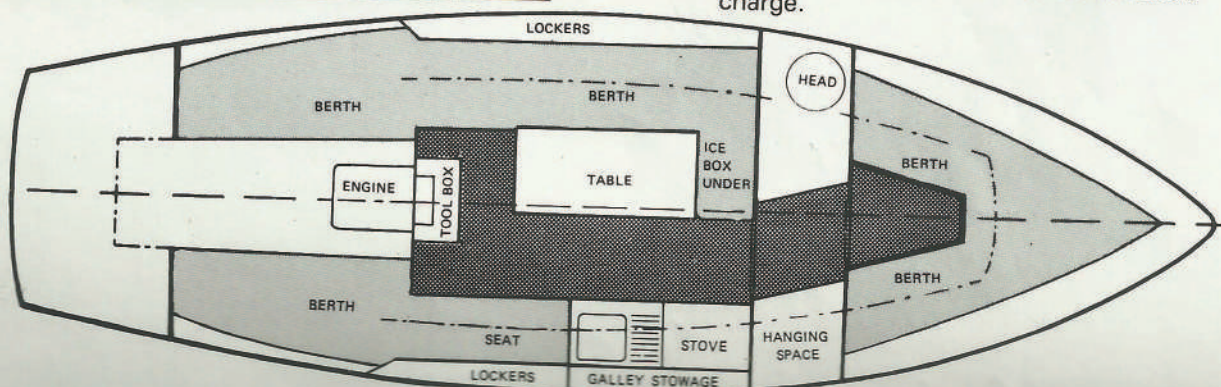 charge.
LOCKERS
HEAD
BERTH
BERTH
ICE
BOX
UNDER
BERTH
ENGINE
TOOL BOX
TABLE
BERTH
BERTH
SEAT
STOVE
HANGING
SPACE
LOCKERS
GALLEY STOWAGE